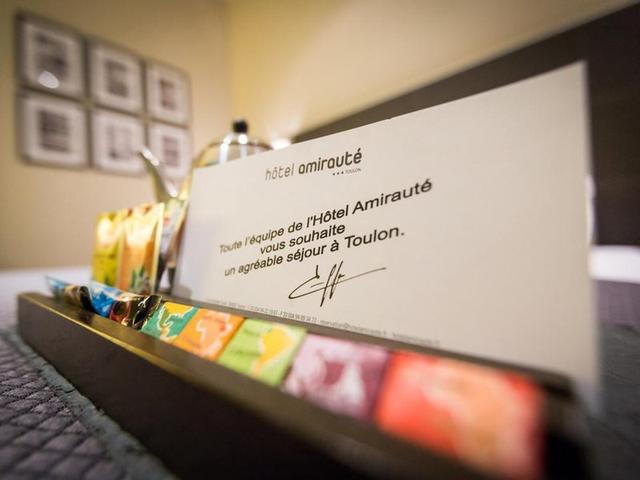 hôtel amirauté
★★★ TOULON
Toute l'équipe de l'Hôtel Amirauté
vous souhaite
un agréable séjour à Toulon.